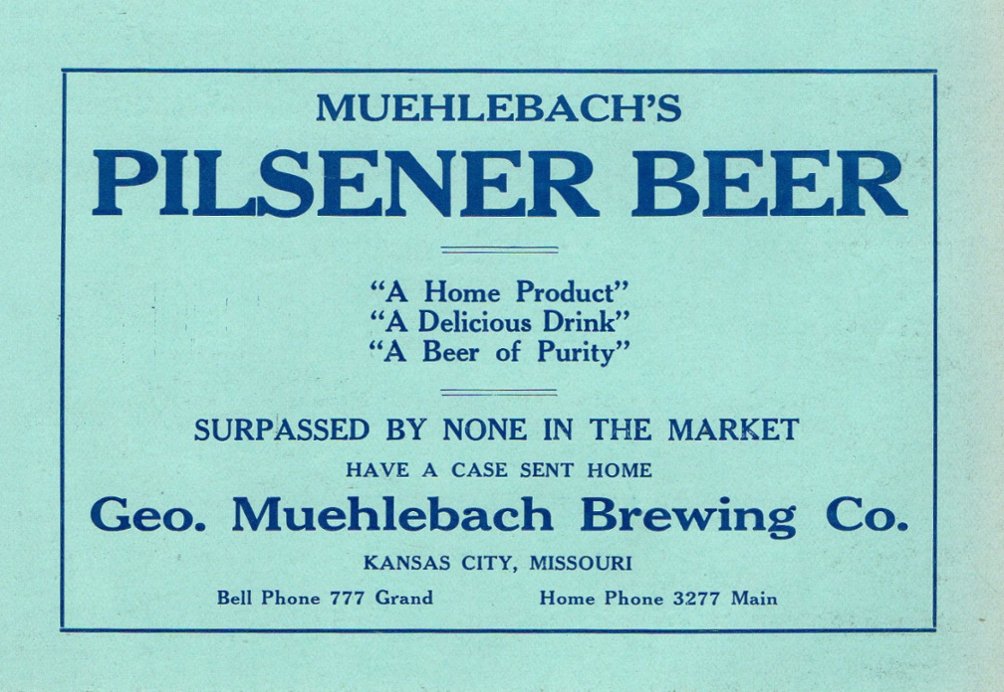 MUEHLEBACH'S
PILSENER BEER
"A Home Product"
"A Delicious Drink"
"A Beer of Purity"
SURPASSED BY NONE IN THE MARKET
HAVE A CASE SENT HOME
Geo. Muehlebach Brewing Co.
KANSAS CITY, MISSOURI
Bell Phone 777 Grand Home Phone 3277 Main